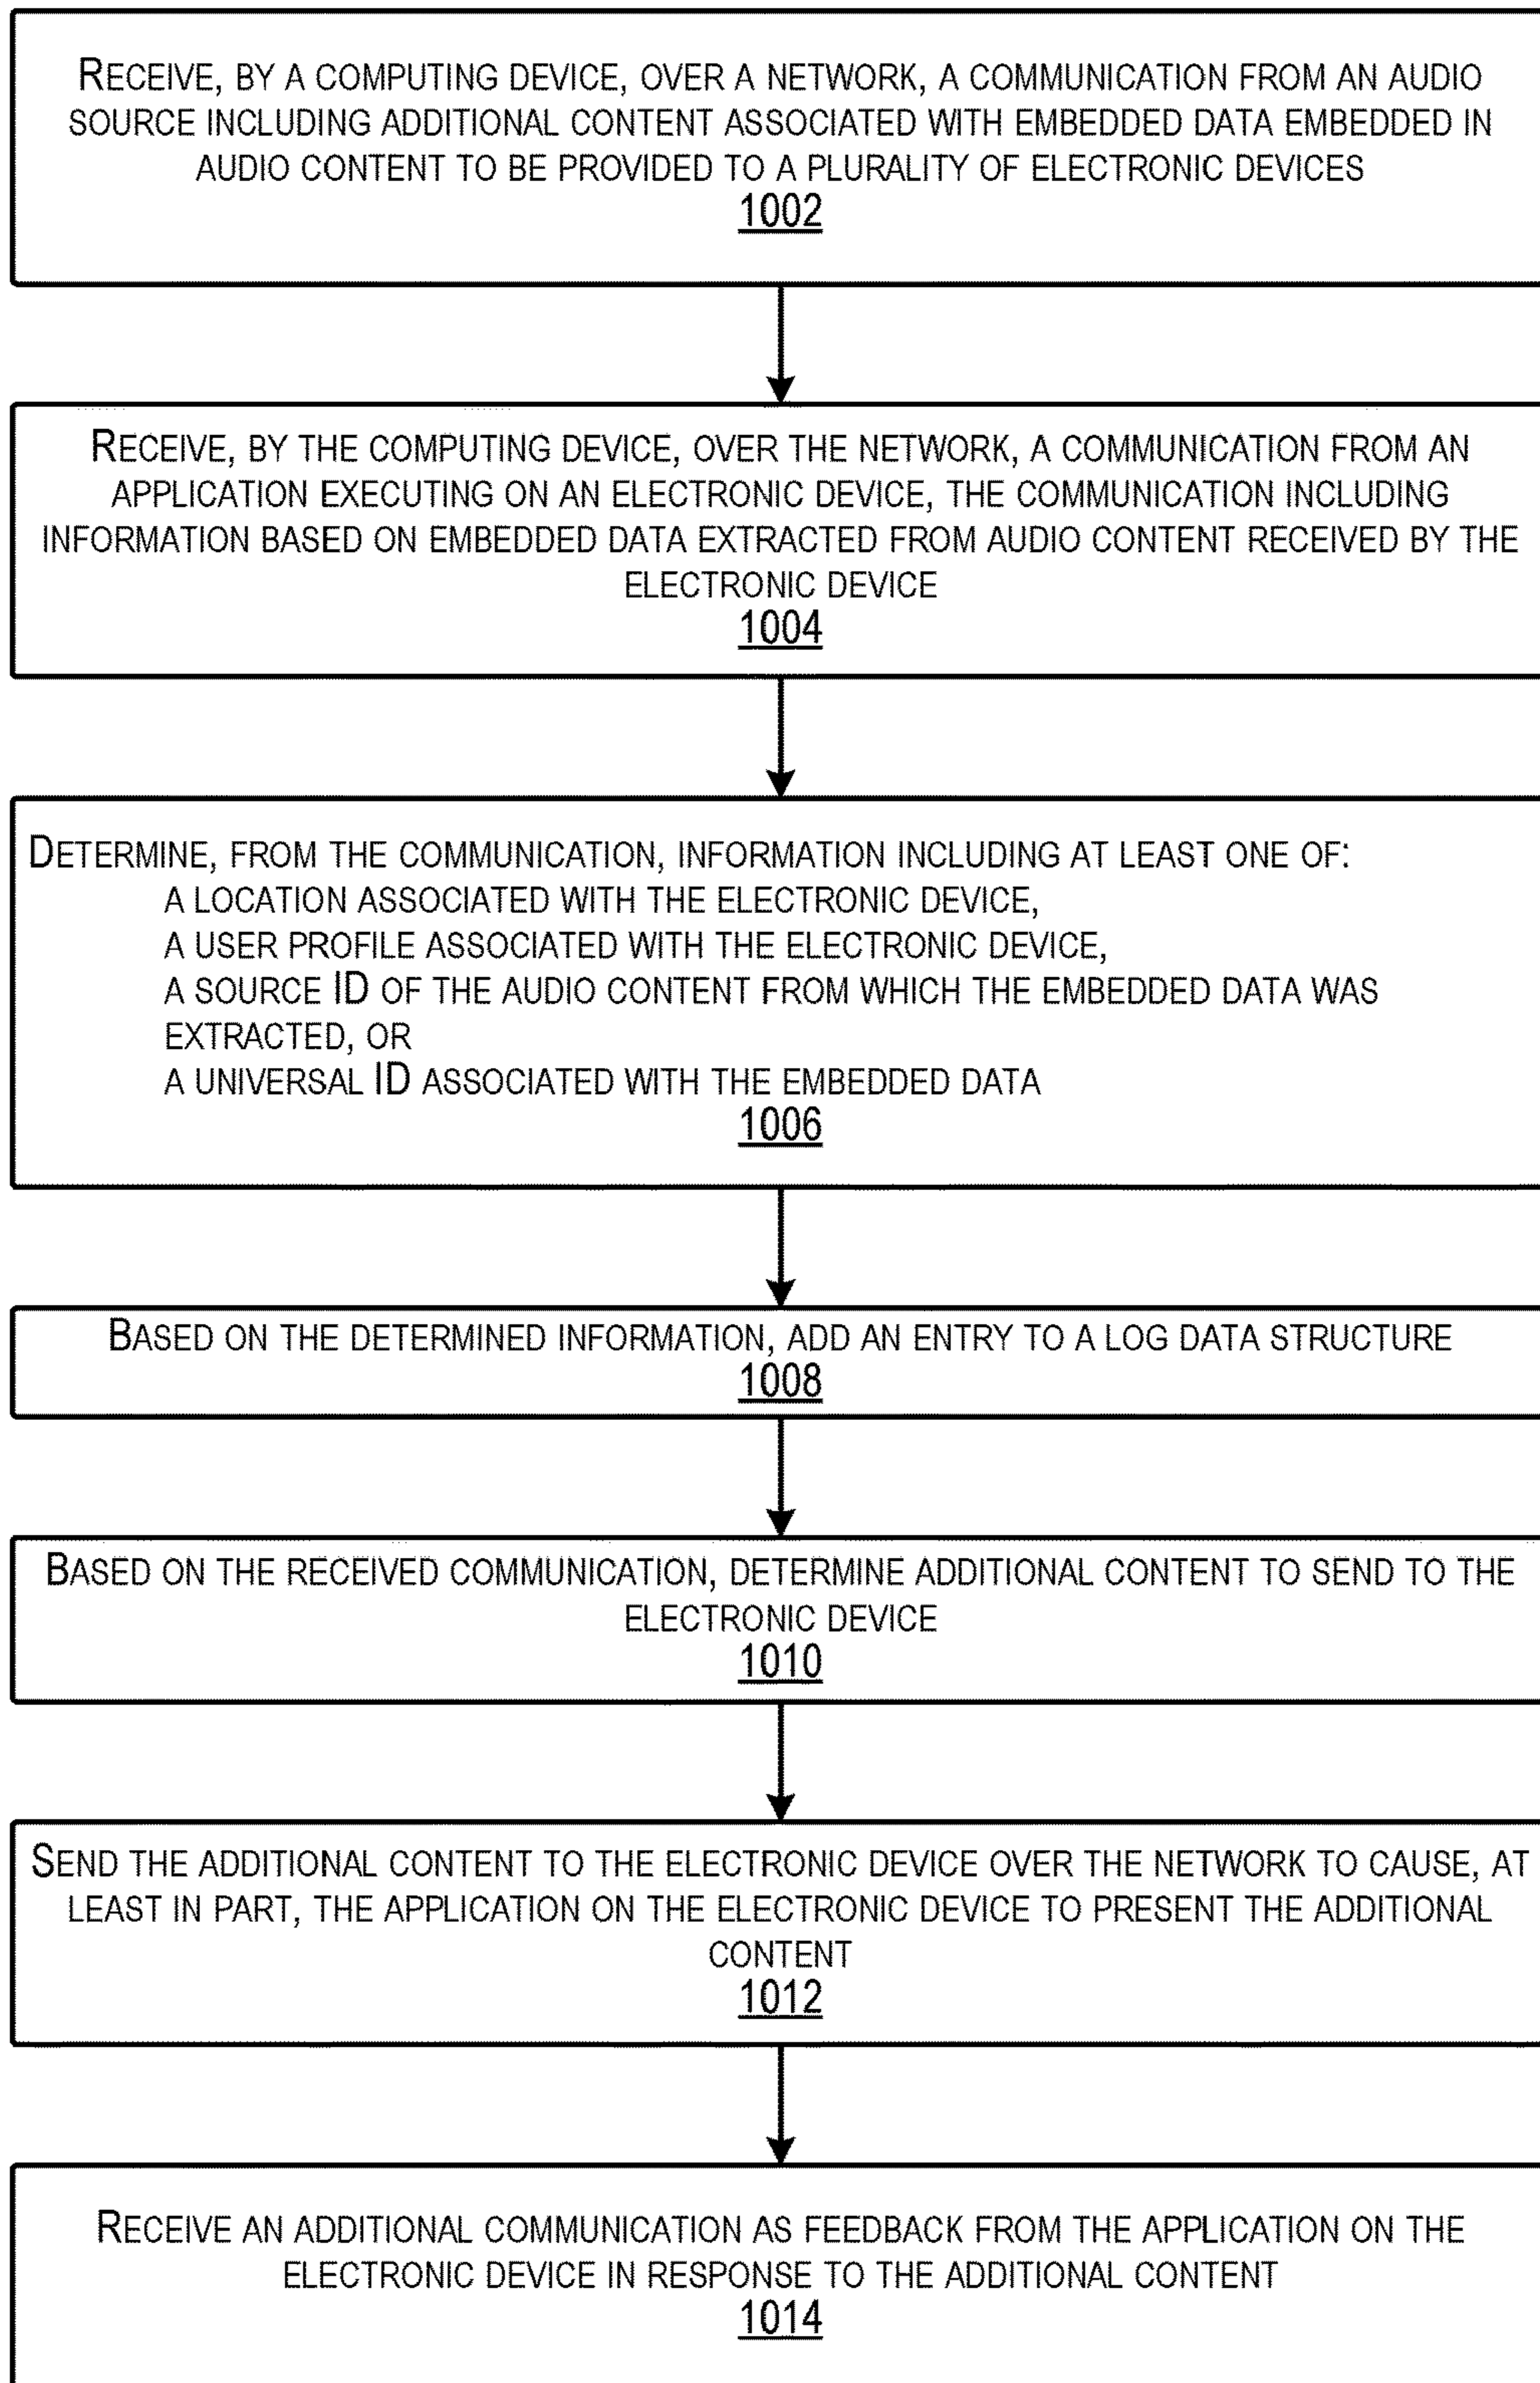 RECEIVE, BY A COMPUTING DEVICE, OVER A NETWORK, A COMMUNICATION FROM AN AUDIO
SOURCE INCLUDING ADDITIONAL CONTENT ASSOCIATED WITH EMBEDDED DATA EMBEDDED IN
AUDIO CONTENT TO BE PROVIDED TO A PLURALITY OF ELECTRONIC DEVICES
1002
RECEIVE, BY THE COMPUTING DEVICE, OVER THE NETWORK, A COMMUNICATION FROM AN
APPLICATION EXECUTING ON AN ELECTRONIC DEVICE, THE COMMUNICATION INCLUDING
INFORMATION BASED ON EMBEDDED DATA EXTRACTED FROM AUDIO CONTENT RECEIVED BY THE
ELECTRONIC DEVICE
1004
DETERMINE, FROM THE COMMUNICATION, INFORMATION INCLUDING AT LEAST ONE OF:
A LOCATION ASSOCIATED WITH THE ELECTRONIC DEVICE,
A USER PROFILE ASSOCIATED WITH THE ELECTRONIC DEVICE,
A SOURCE ID OF THE AUDIO CONTENT FROM WHICH THE EMBEDDED DATA WAS
EXTRACTED, OR
A UNIVERSAL ID ASSOCIATED WITH THE EMBEDDED DATA
1006
BASED ON THE DETERMINED INFORMATION, ADD AN ENTRY TO A LOG DATA STRUCTURE
1008
BASED ON THE RECEIVED COMMUNICATION, DETERMINE ADDITIONAL CONTENT TO SEND TO THE
ELECTRONIC DEVICE
1010
SEND THE ADDITIONAL CONTENT TO THE ELECTRONIC DEVICE OVER THE NETWORK TO CAUSE, AT
LEAST IN PART, THE APPLICATION ON THE ELECTRONIC DEVICE TO PRESENT THE ADDITIONAL
CONTENT
1012
RECEIVE AN ADDITIONAL COMMUNICATION AS FEEDBACK FROM THE APPLICATION ON THE
ELECTRONIC DEVICE IN RESPONSE TO THE ADDITIONAL CONTENT
1014